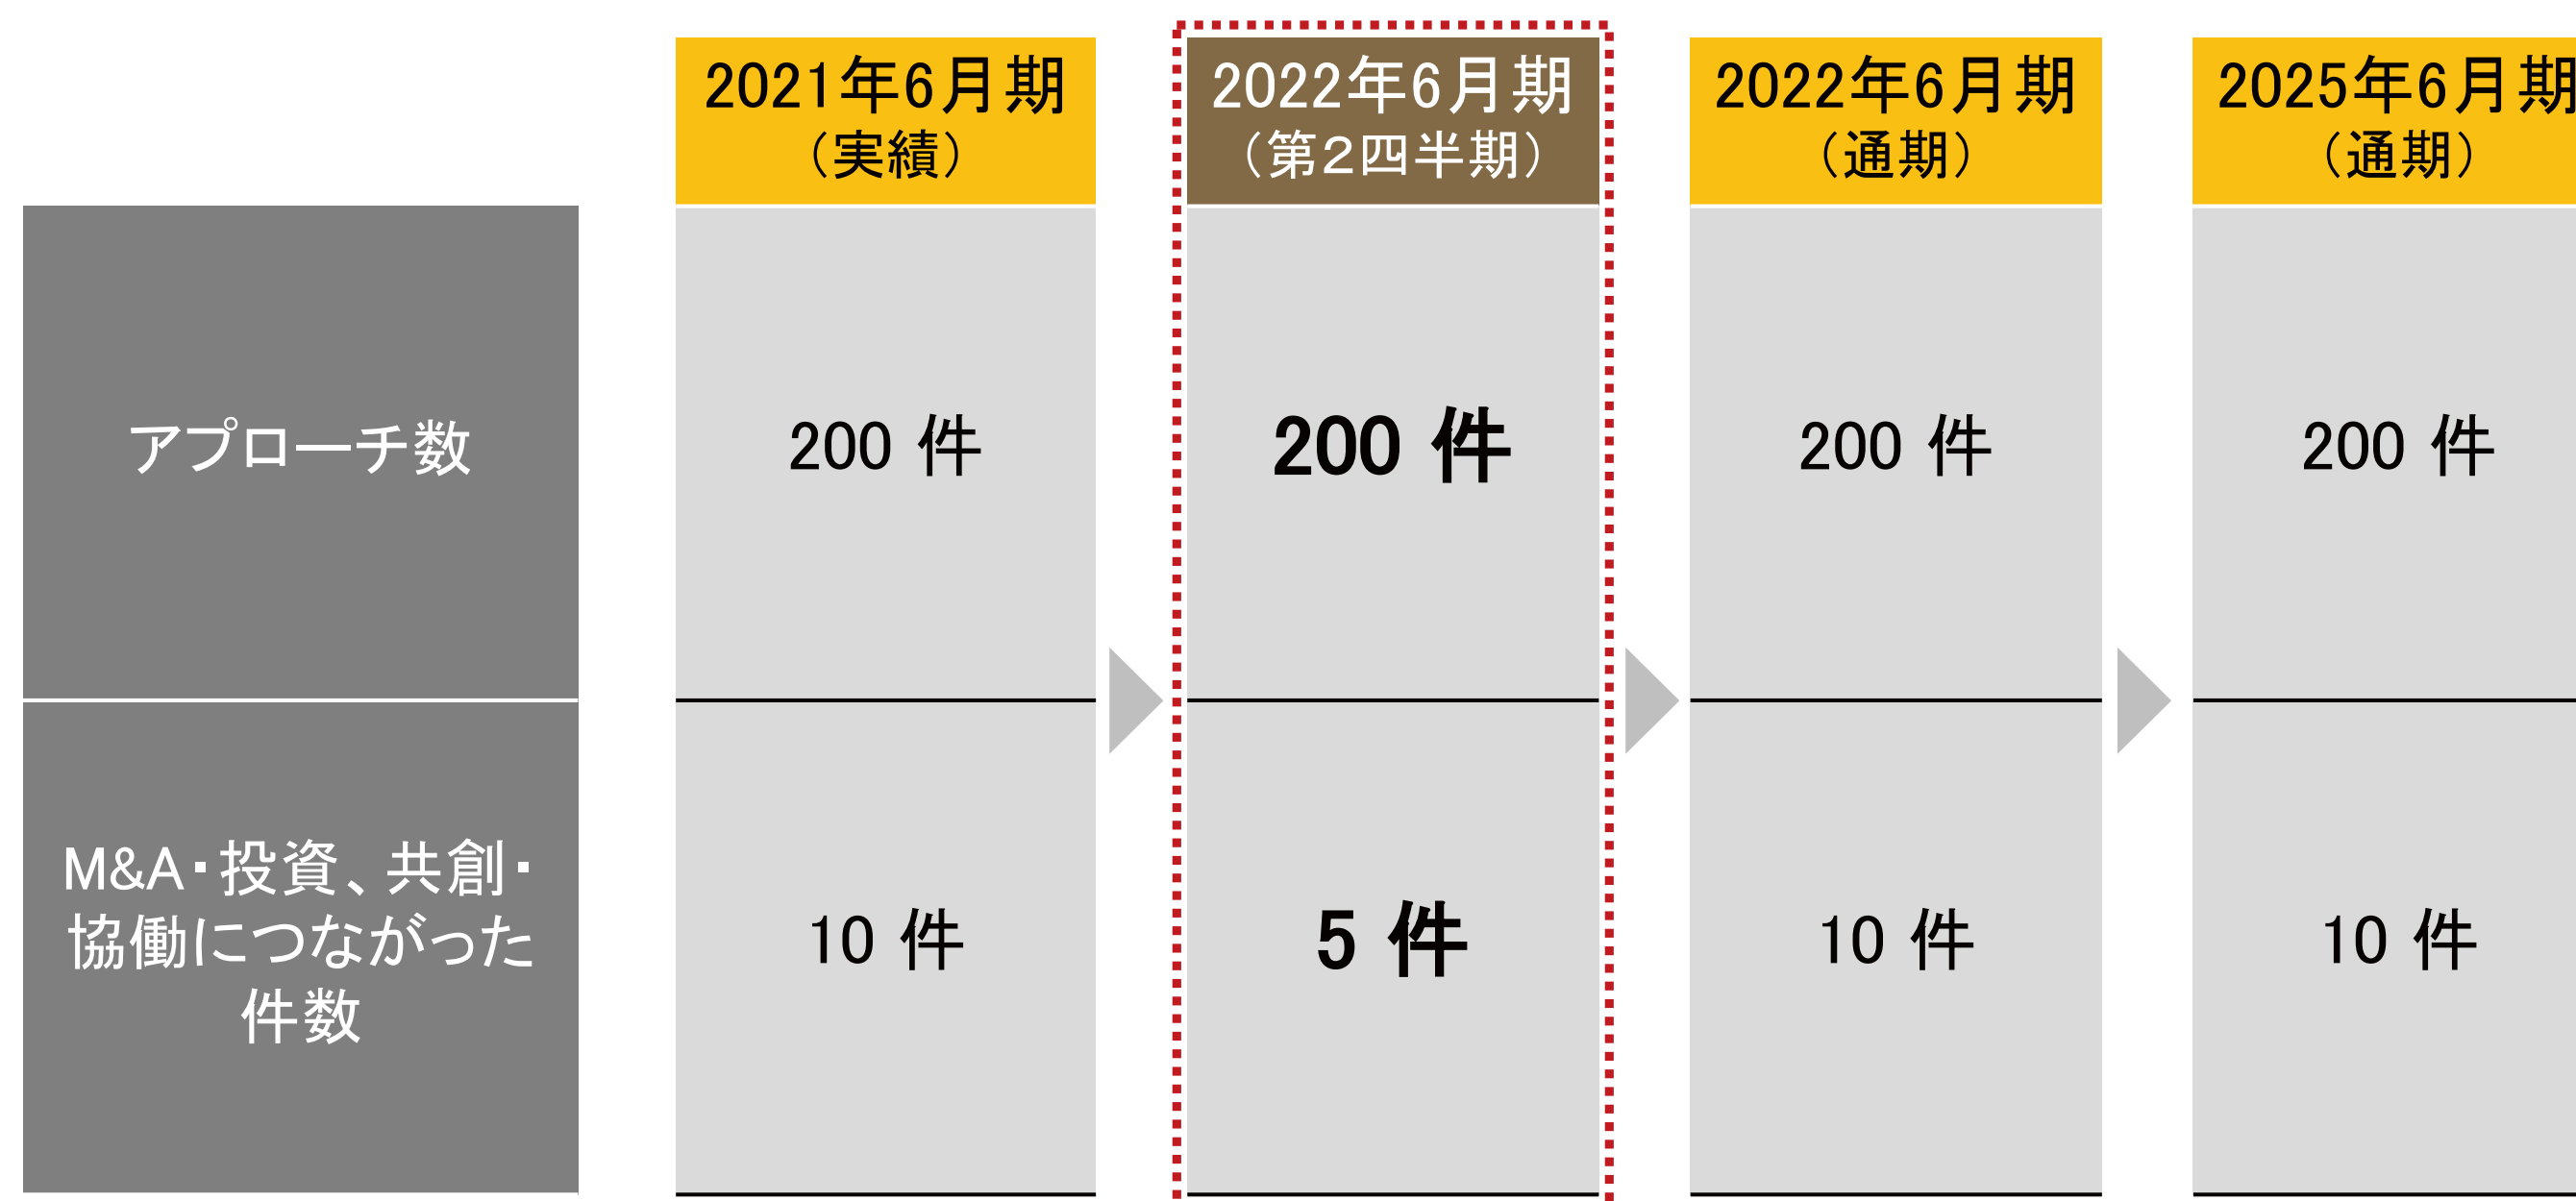 2021年6月期 2022年6月期 2022年6月期 2025年6月期
（実績） （第2四半期） （通期） （通期）
アプローチ数 200 件 200 件 200 件 200 件
M&A・投資、共創・
協働につながった 10 件 5 件 10 件 10 件
件数